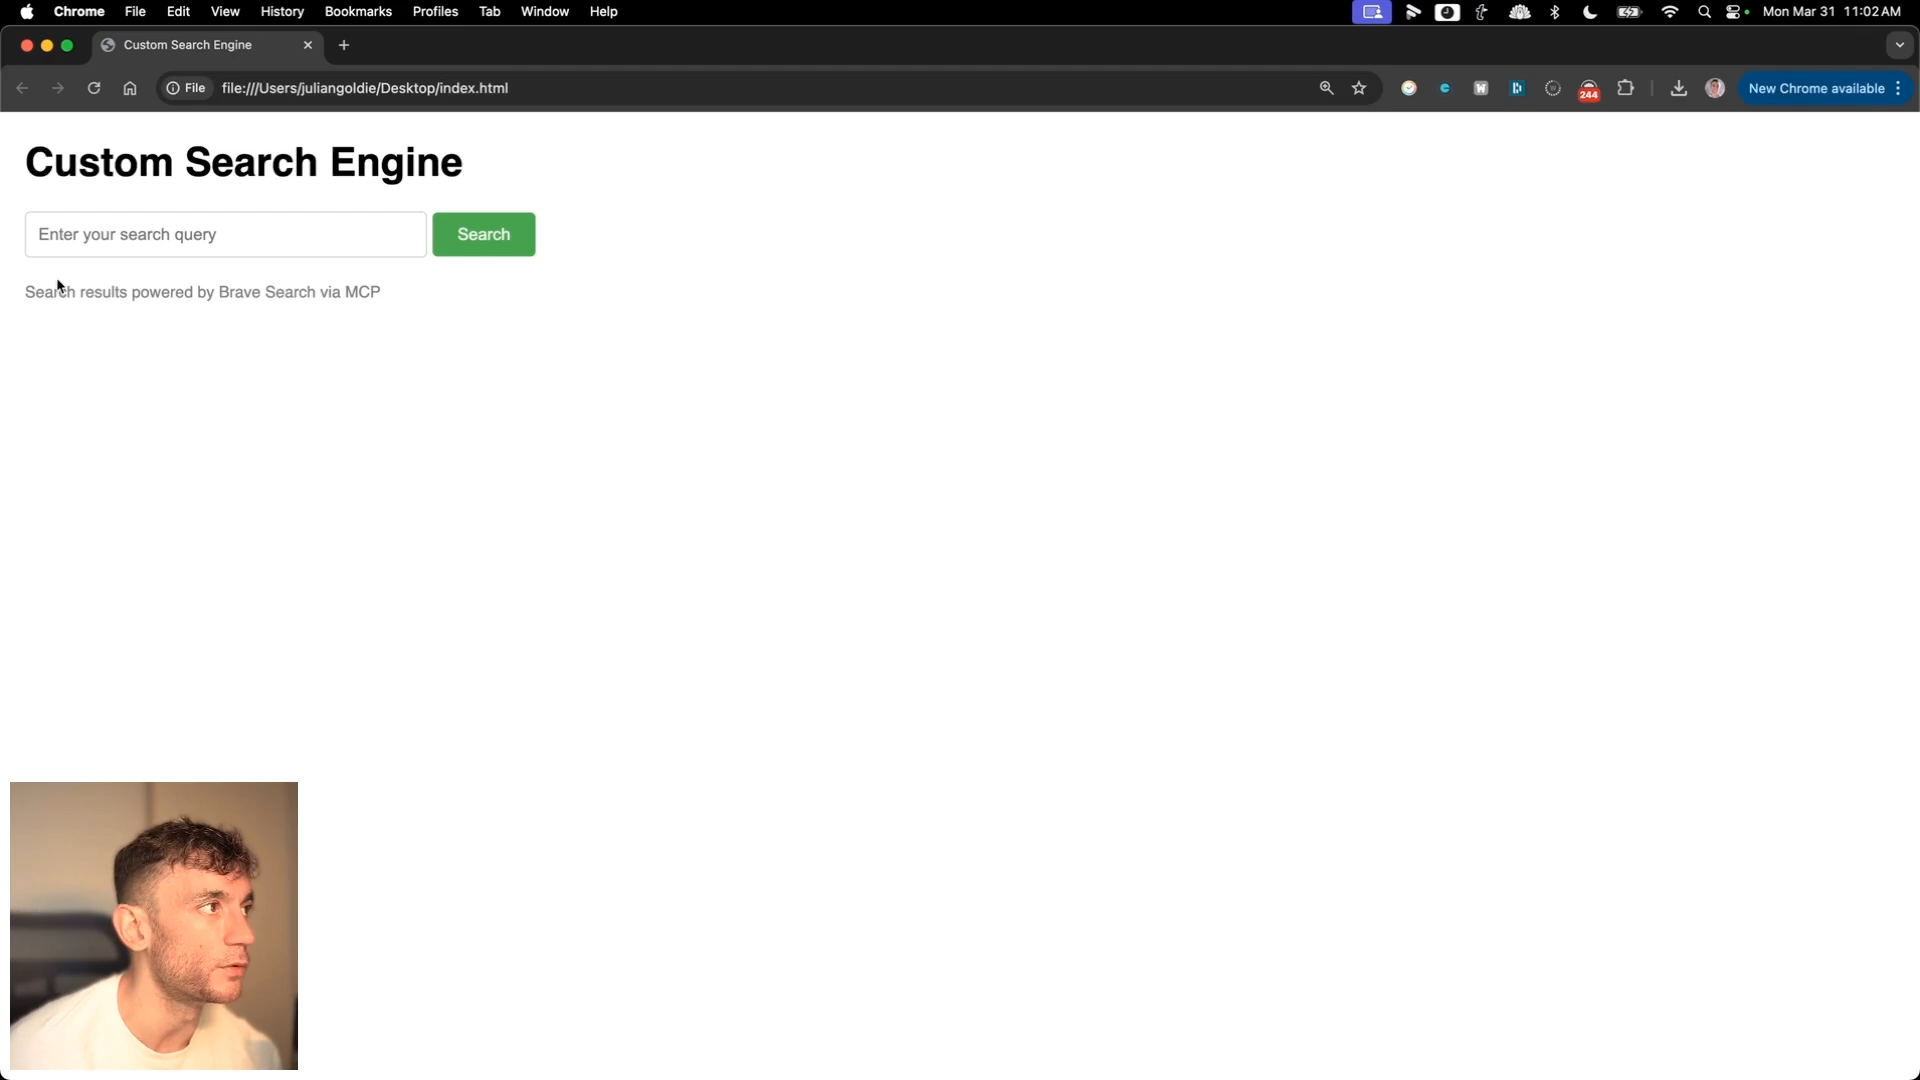 Chrome File Edit View History Bookmarks Profiles Tab Window Help Mon Mar 31 11:02 AM
Custom Search Engine
File file:///Users/juliangoldie/Desktop/index.html 244 New Chrome available
Custom Search Engine
Enter your search query Search
Search results powered by Brave Search via MCP